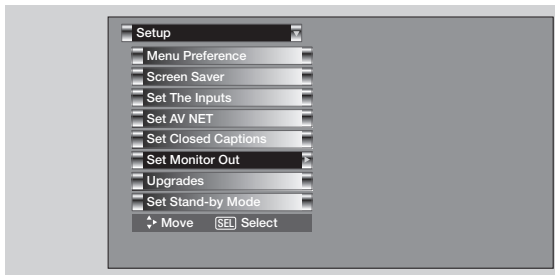 Setup
Menu Preference
Screen Saver
Set The Inputs
Set AV NET
Set Closed Captions
Set Monitor Out
Upgrades
Set Stand-by Mode
Move SEL Select